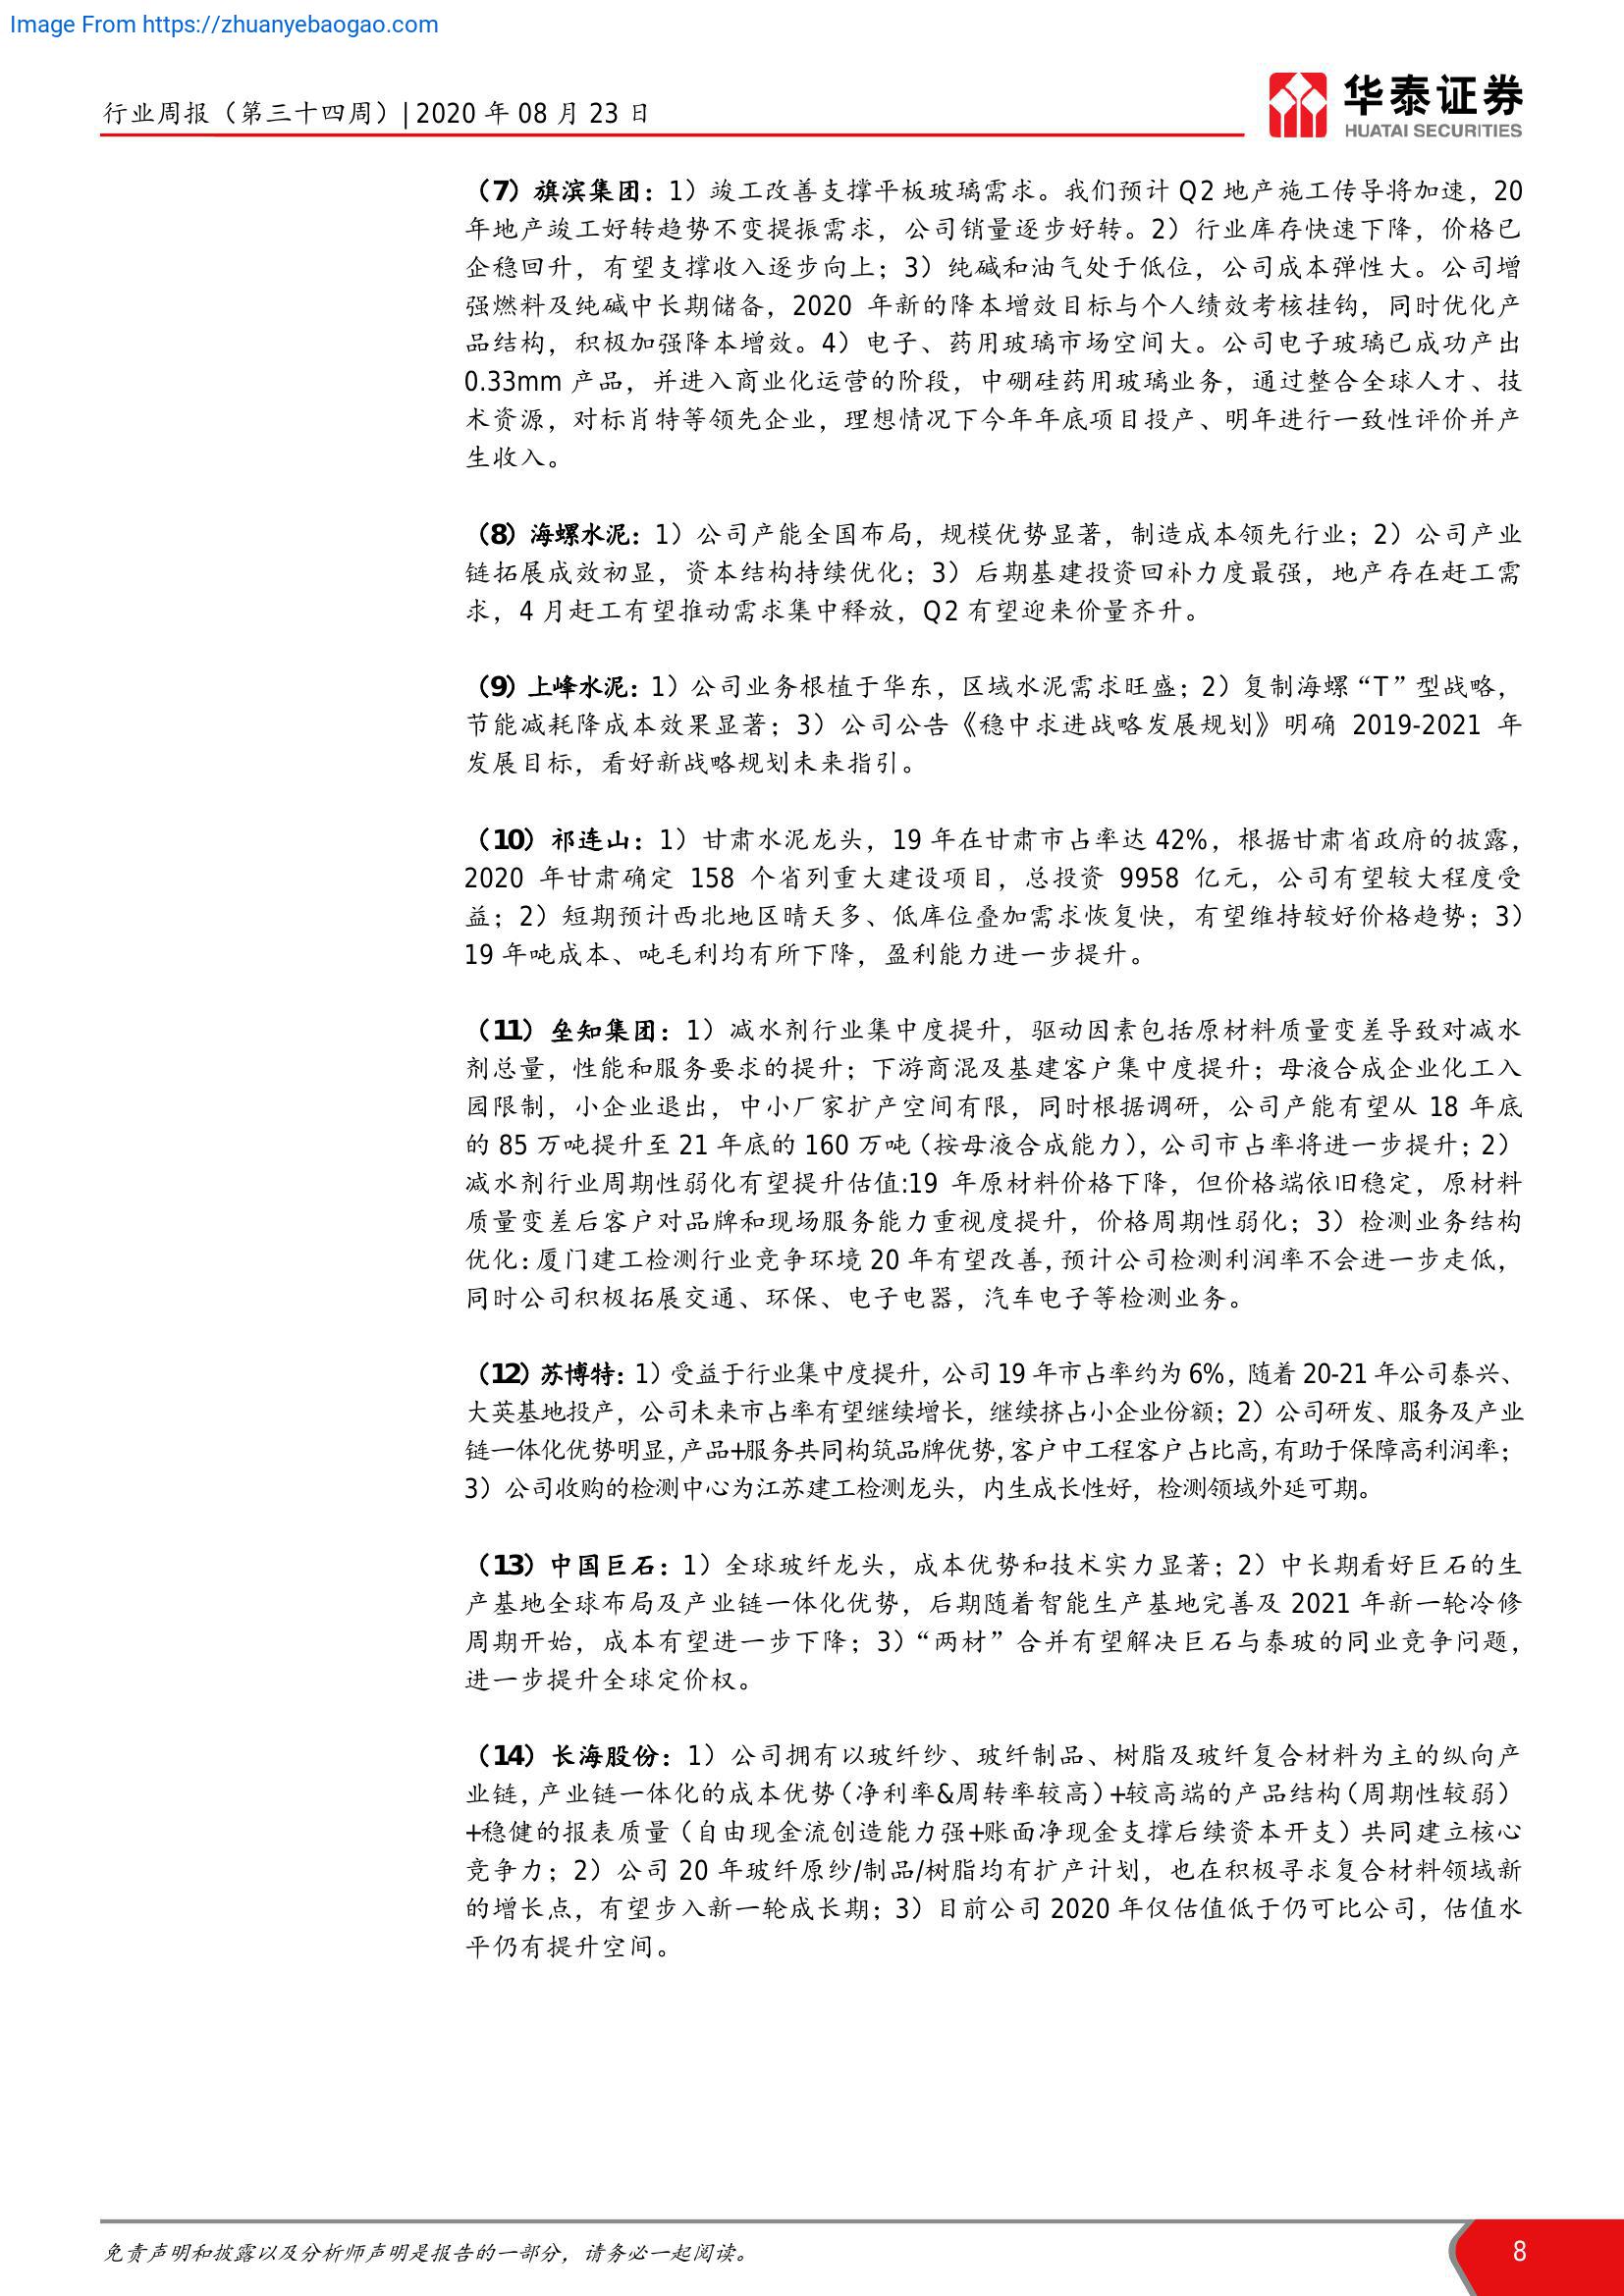 Image From https://zhuanyebaogao.com
行业周报（第三十四周）| 2020 年 08 月 23 日
华泰证券
HUATAI SECURITIES
（7）旗滨集团：1）竣工改善支撑平板玻璃需求。我们预计 Q2 地产施工传导将加速，20
年地产竣工好转趋势不变提振需求，公司销量逐步好转。2）行业库存快速下降，价格已
企稳回升，有望支撑收入逐步向上；3）纯碱和油气处于低位，公司成本弹性大。公司增
强燃料及纯碱中长期储备，2020 年新的降本增效目标与个人绩效考核挂钩，同时优化产
品结构，积极加强降本增效。4）电子、药用玻璃市场空间大。公司电子玻璃已成功产出
0.33mm 产品，并进入商业化运营的阶段，中硼硅药用玻璃业务，通过整合全球人才、技
术资源，对标肖特等领先企业，理想情况下今年年底项目投产、明年进行一致性评价并产
生收入。
（8）海螺水泥：1）公司产能全国布局，规模优势显著，制造成本领先行业；2）公司产业
链拓展成效初显，资本结构持续优化；3）后期基建投资回补力度最强，地产存在赶工需
求，4 月赶工有望推动需求集中释放，Q2 有望迎来价量齐升。
（9）上峰水泥：1）公司业务根植于华东，区域水泥需求旺盛；2）复制海螺“T”型战略，
节能减耗降成本效果显著；3）公司公告《稳中求进战略发展规划》明确 2019-2021 年
发展目标，看好新战略规划未来指引。
（10）祁连山：1）甘肃水泥龙头，19 年在甘肃市占率达 42%，根据甘肃省政府的披露，
2020 年甘肃确定 158 个省列重大建设项目，总投资 9958 亿元，公司有望较大程度受
益；2）短期预计西北地区晴天多、低库位叠加需求恢复快，有望维持较好价格趋势；3）
19 年吨成本、吨毛利均有所下降，盈利能力进一步提升。
（11）垒知集团：1）减水剂行业集中度提升，驱动因素包括原材料质量变差导致对减水
剂总量，性能和服务要求的提升；下游商混及基建客户集中度提升；母液合成企业化工入
园限制，小企业退出，中小厂家扩产空间有限，同时根据调研，公司产能有望从 18 年底
的 85 万吨提升至 21 年底的 160 万吨（按母液合成能力），公司市占率将进一步提升；2）
减水剂行业周期性弱化有望提升估值:19 年原材料价格下降，但价格端依旧稳定，原材料
质量变差后客户对品牌和现场服务能力重视度提升，价格周期性弱化；3）检测业务结构
优化：厦门建工检测行业竞争环境 20 年有望改善，预计公司检测利润率不会进一步走低，
同时公司积极拓展交通、环保、电子电器，汽车电子等检测业务。
（12）苏博特：1）受益于行业集中度提升，公司 19 年市占率约为 6%，随着 20-21 年公司泰兴、
大英基地投产，公司未来市占率有望继续增长，继续挤占小企业份额；2）公司研发、服务及产业
链一体化优势明显，产品+服务共同构筑品牌优势，客户中工程客户占比高，有助于保障高利润率；
3）公司收购的检测中心为江苏建工检测龙头，内生成长性好，检测领域外延可期。
（13）中国巨石：1）全球玻纤龙头，成本优势和技术实力显著；2）中长期看好巨石的生
产基地全球布局及产业链一体化优势，后期随着智能生产基地完善及 2021 年新一轮冷修
周期开始，成本有望进一步下降；3）“两材”合并有望解决巨石与泰玻的同业竞争问题，
进一步提升全球定价权。
（14）长海股份：1）公司拥有以玻纤纱、玻纤制品、树脂及玻纤复合材料为主的纵向产
业链，产业链一体化的成本优势（净利率&周转率较高）+较高端的产品结构（周期性较弱）
+稳健的报表质量（自由现金流创造能力强+账面净现金支撑后续资本开支）共同建立核心
竞争力；2）公司 20 年玻纤原纱/制品/树脂均有扩产计划，也在积极寻求复合材料领域新
的增长点，有望步入新一轮成长期；3）目前公司 2020 年仅估值低于仍可比公司，估值水
平仍有提升空间。
免责声明和披露以及分析师声明是报告的一部分，请务必一起阅读。
8